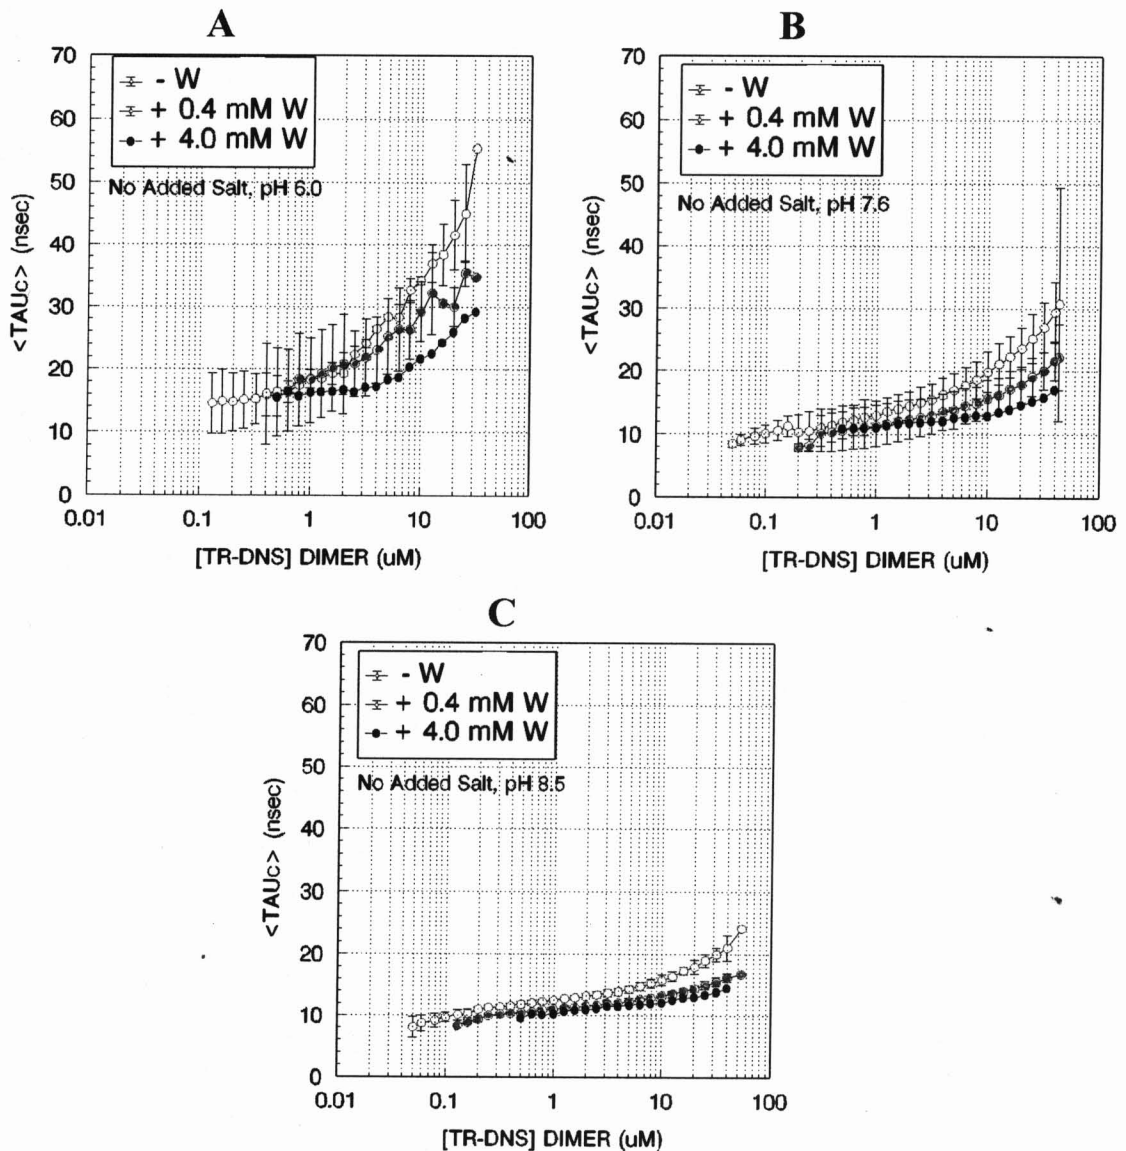 A
70
60
50
40
30
20
10
0
<TAUc> (nsec)
- W
+ 0.4 mM W
+ 4.0 mM W
No Added Salt, pH 6.0
0.01 0.1 1 10 100
[TR-DNS] DIMER (uM)
B
70
60
50
40
30
20
10
0
<TAUc> (nsec)
- W
+ 0.4 mM W
+ 4.0 mM W
No Added Salt, pH 7.6
0.01 0.1 1 10 100
[TR-DNS] DIMER (uM)
C
70
60
50
40
30
20
10
0
<TAUc> (nsec)
- W
+ 0.4 mM W
+ 4.0 mM W
No Added Salt, pH 8.5
0.01 0.1 1 10 100
[TR-DNS] DIMER (uM)